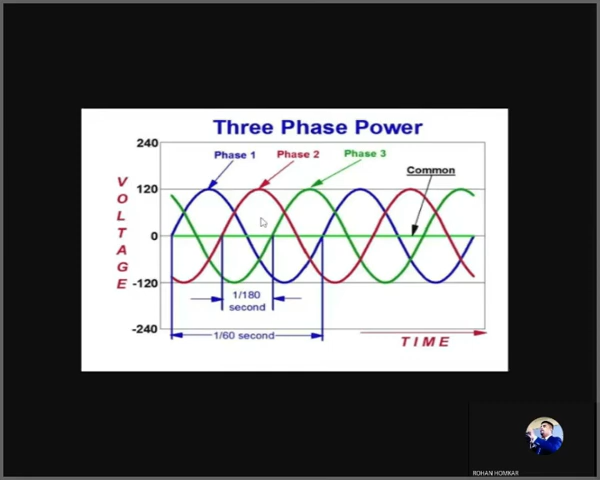 Three Phase Power
240
Phase 1
Phase 2
Phase 3
Common
120
VOLTAGE
0
-120
1/180
second
-240
1/60 second
TIME
ROHAN HOMKAR